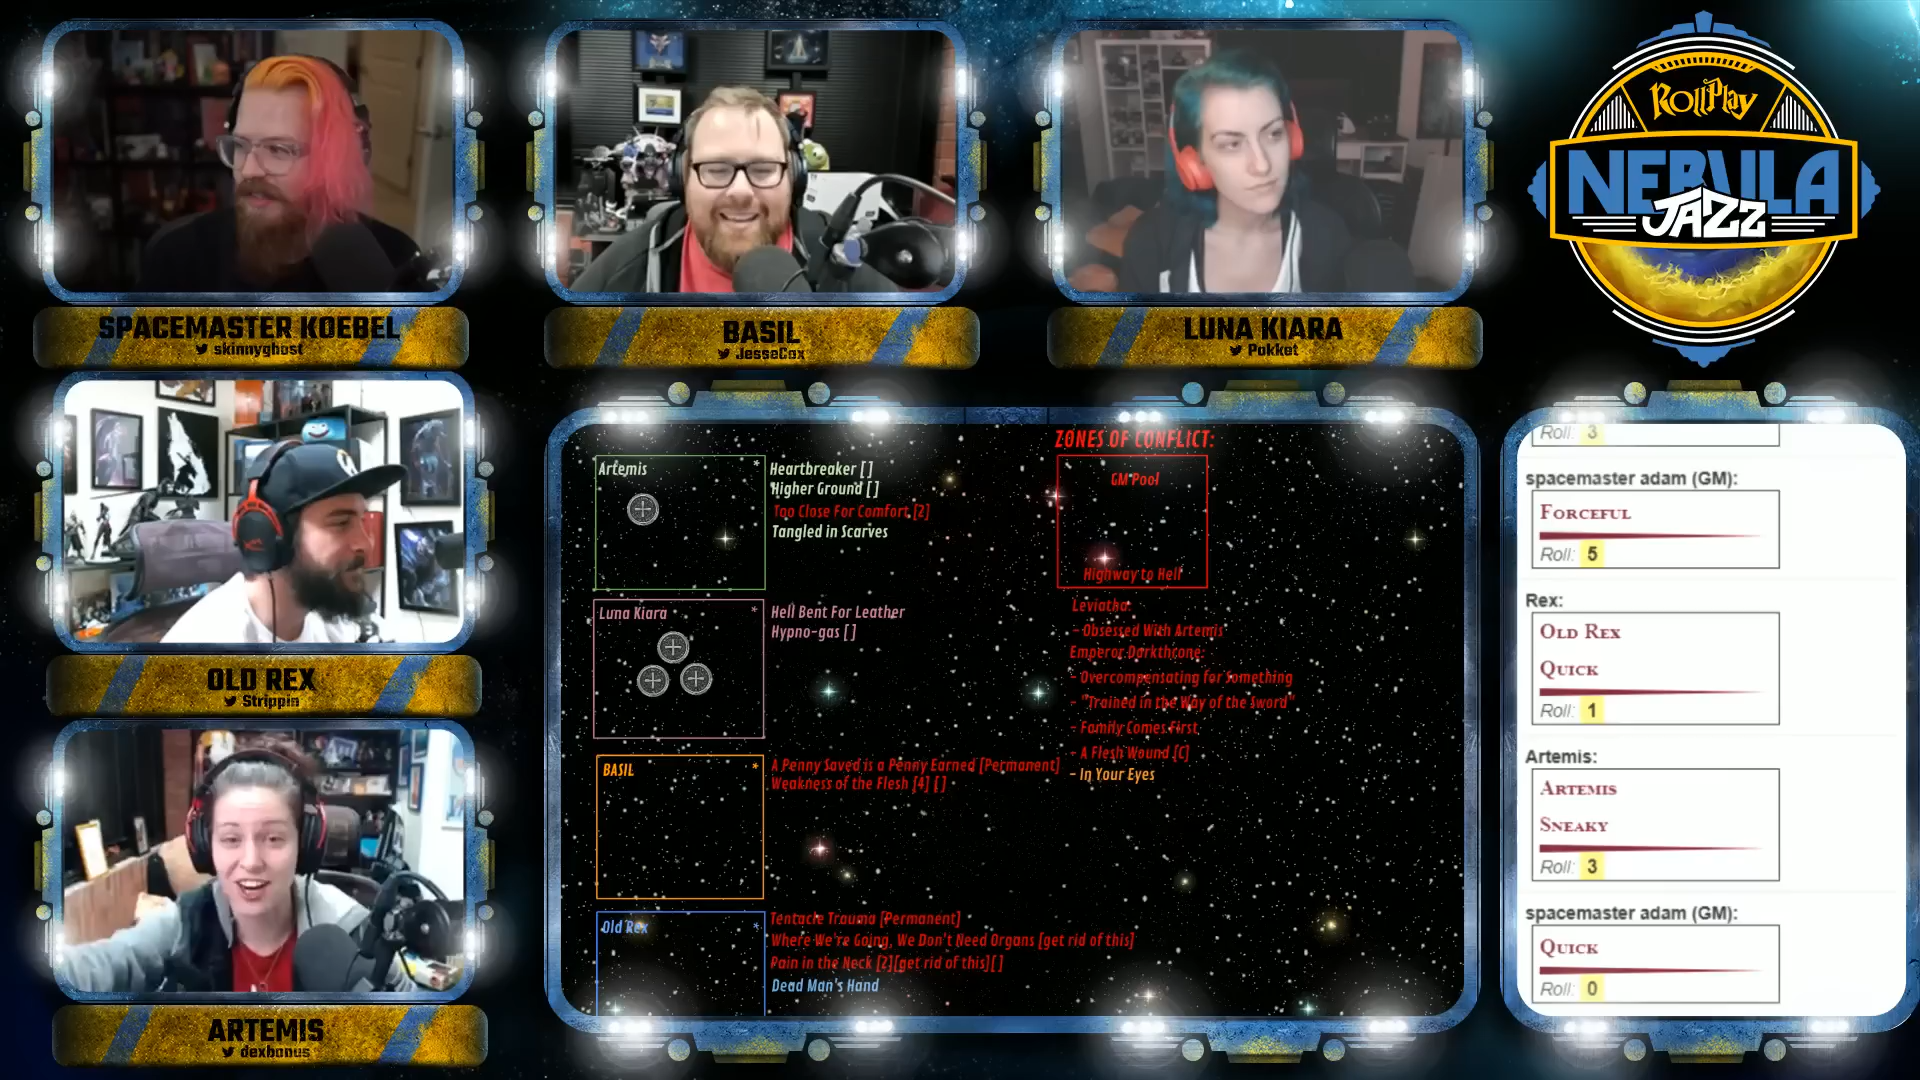 SPACEMASTER KOEBEL
skinnyghost
BASIL
JesseCox
LUNA KIARA
Pokket
ROLLPLAY
NEBULA
JAZZ
OLD REX
Strippin
ARTEMIS
dexbonus
Artemis *
Heartbreaker []
Higher Ground []
Too Close For Comfort [2]
Tangled in Scarves
Luna Kiara *
Hell Bent For Leather
Hypno-gas []
BASIL *
A Penny Saved is a Penny Earned [Permanent]
Weakness of the Flesh [4] []
Old Rex *
Tentacle Trauma [Permanent]
Where We're Going, We Don't Need Organs [get rid of this]
Pain in the Neck [2][get rid of this][]
Dead Man's Hand
ZONES OF CONFLICT:
GM Pool
Highway to Hell
Leviatha:
- Obsessed With Artemis
Emperor Darkthrone:
- Overcompensating for Something
- "Trained in the Way of the Sword"
- Family Comes First
- A Flesh Wound [C]
- In Your Eyes
Roll: 3
spacemaster adam (GM):
FORCEFUL
Roll: 5
Rex:
OLD REX
QUICK
Roll: 1
Artemis:
ARTEMIS
SNEAKY
Roll: 3
spacemaster adam (GM):
QUICK
Roll: 0